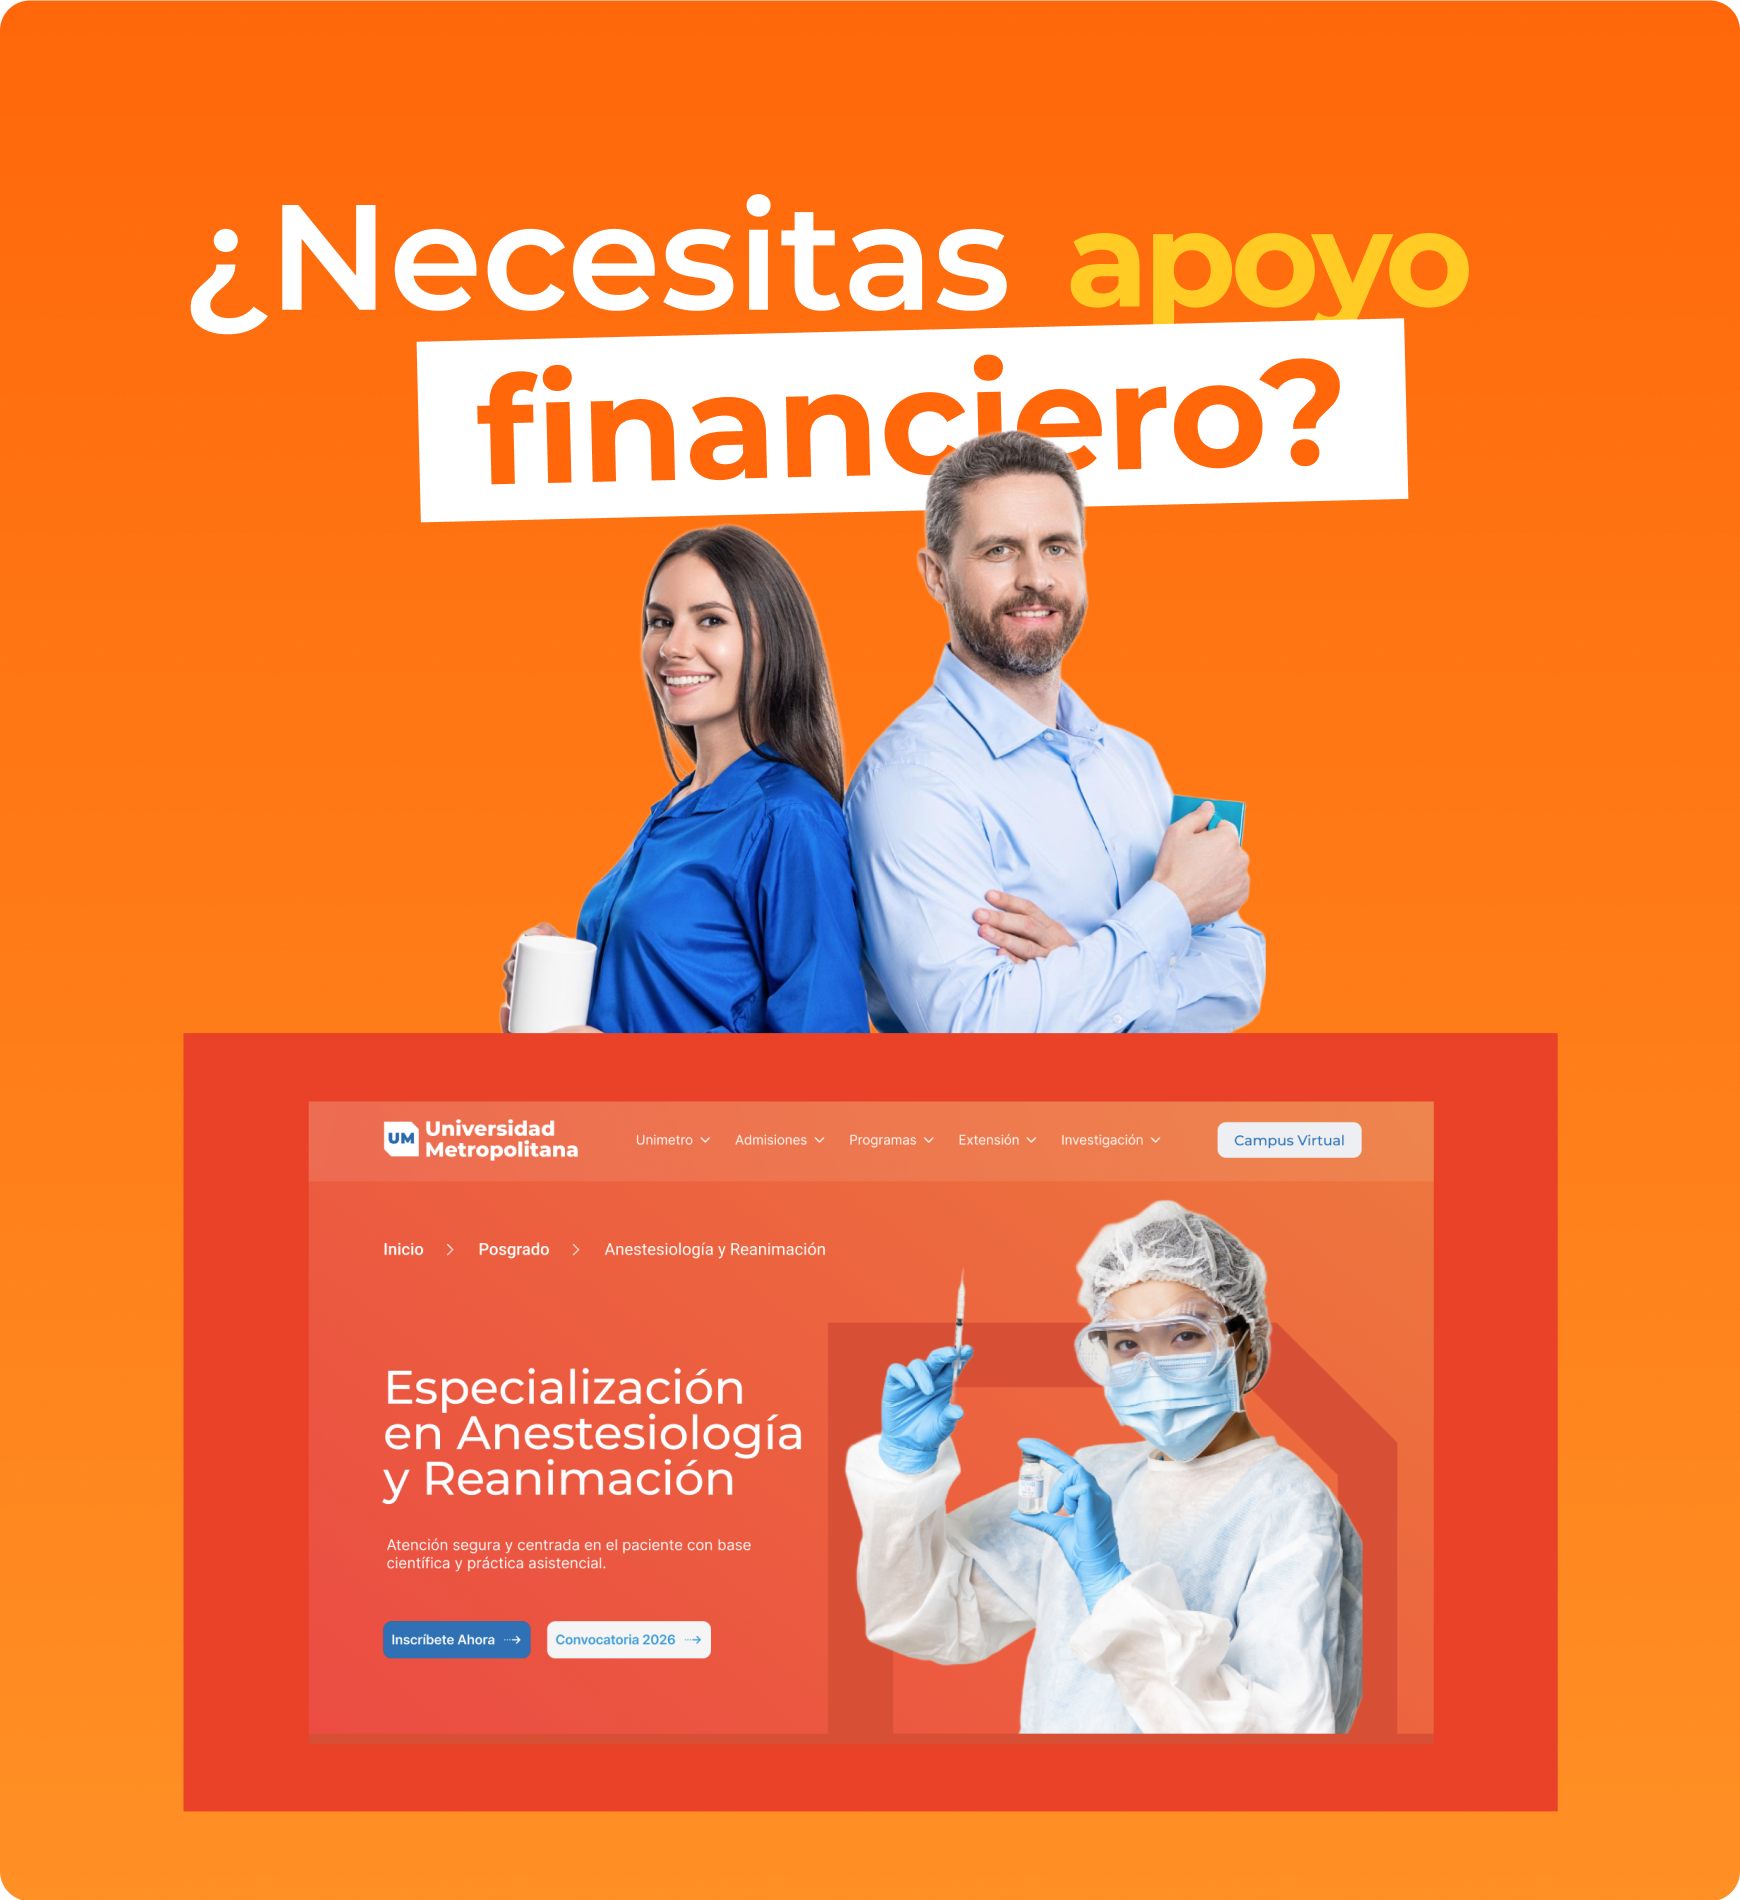 ¿Necesitas apoyo
financiero?
UM Universidad
Metropolitana
Unimetro Admisiones Programas Extensión Investigación Campus Virtual
Inicio > Posgrado > Anestesiología y Reanimación
Especialización
en Anestesiología
y Reanimación
Atención segura y centrada en el paciente con base
científica y práctica asistencial.
Inscríbete Ahora Convocatoria 2026